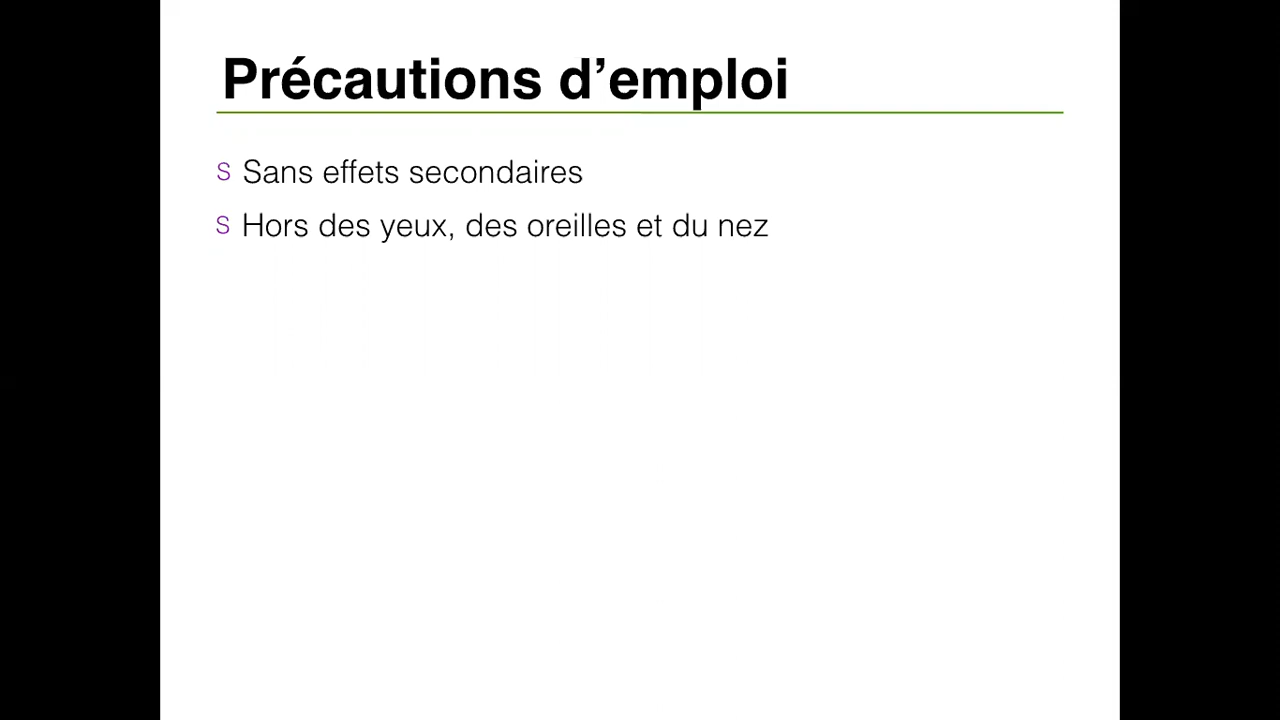 Précautions d’emploi
S Sans effets secondaires
S Hors des yeux, des oreilles et du nez